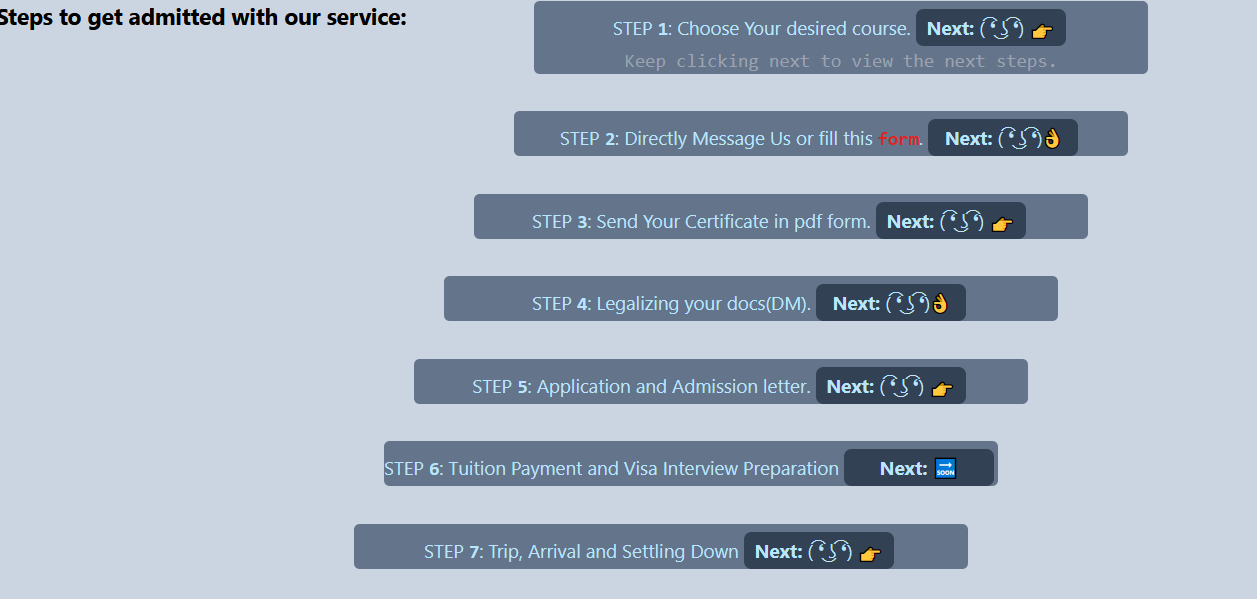 Steps to get admitted with our service:
STEP 1: Choose Your desired course. Next: ( ͡° ͜ʖ ͡°) 👉
Keep clicking next to view the next steps.
STEP 2: Directly Message Us or fill this form. Next: ( ͡° ͜ʖ ͡°)👌
STEP 3: Send Your Certificate in pdf form. Next: ( ͡° ͜ʖ ͡°) 👉
STEP 4: Legalizing your docs(DM). Next: ( ͡° ͜ʖ ͡°)👌
STEP 5: Application and Admission letter. Next: ( ͡° ͜ʖ ͡°) 👉
STEP 6: Tuition Payment and Visa Interview Preparation Next: 🔜
STEP 7: Trip, Arrival and Settling Down Next: ( ͡° ͜ʖ ͡°) 👉